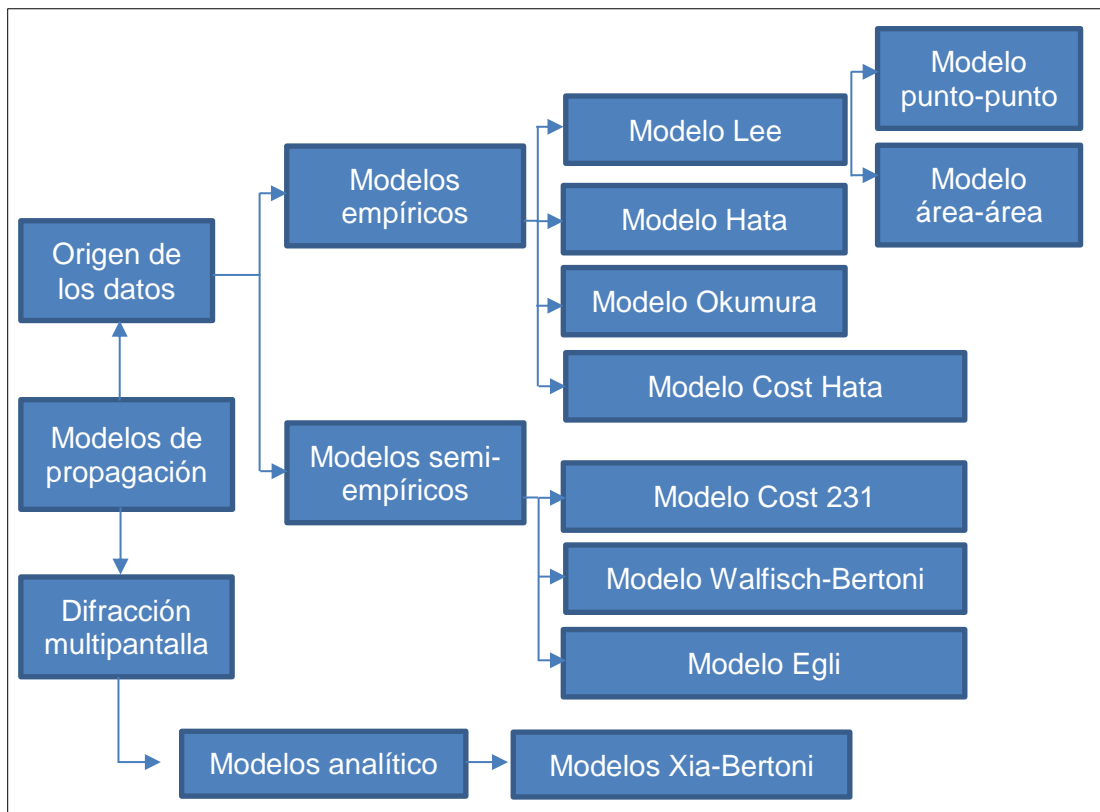 Modelo
punto-punto
Modelo Lee
Modelos
empíricos
Modelo
área-área
Modelo Hata
Origen de
los datos
Modelo Okumura
Modelo Cost Hata
Modelos de
propagación
Modelos semi-
empíricos
Modelo Cost 231
Modelo Walfisch-Bertoni
Difracción
multipantalla
Modelo Egli
Modelos analítico
Modelos Xia-Bertoni